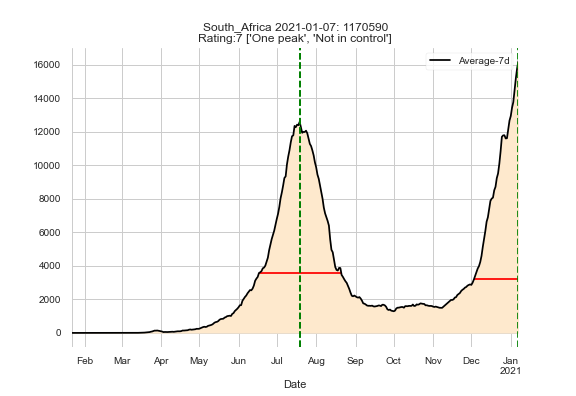 South_Africa 2021-01-07: 1170590
Rating:7 ['One peak', 'Not in control']
Average-7d
16000
14000
12000
10000
8000
6000
4000
2000
0
Feb Mar Apr May Jun Jul Aug Sep Oct Nov Dec Jan
2021
Date